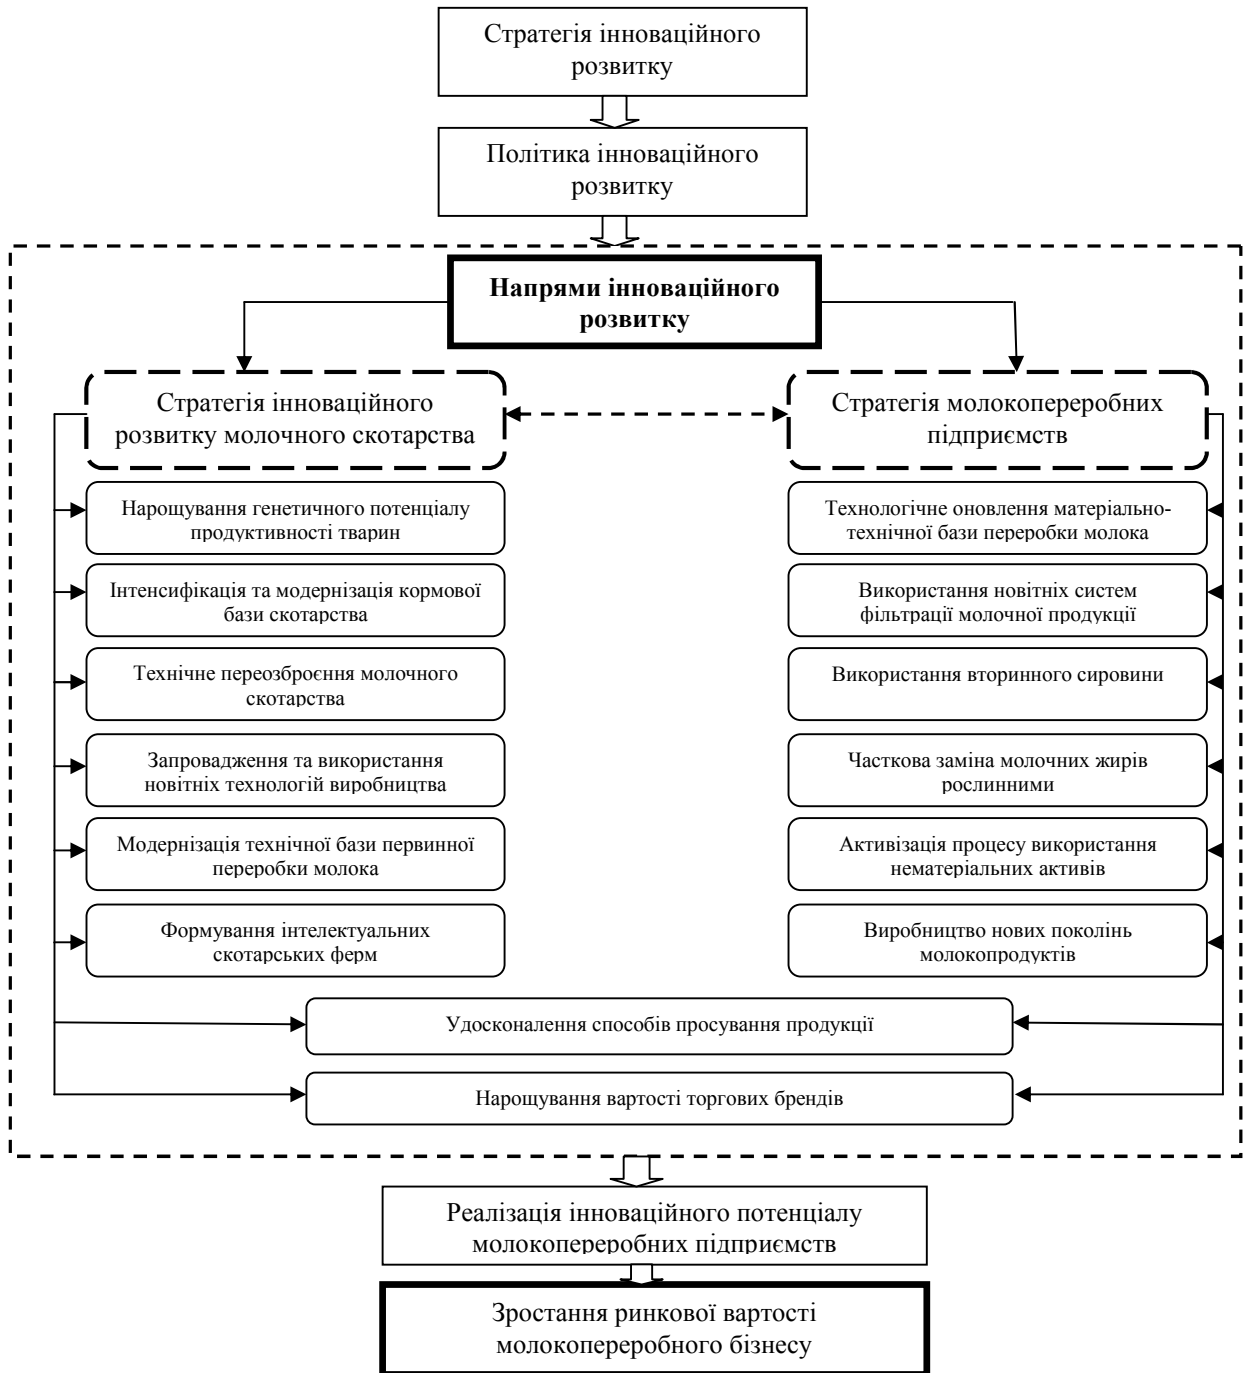 Стратегія інноваційного
розвитку
Політика інноваційного
розвитку
Напрями інноваційного
розвитку
Стратегія інноваційного
розвитку молочного скотарства
Стратегія молокопереробних
підприємств
Нарощування генетичного потенціалу
продуктивності тварин
Технологічне оновлення матеріально-
технічної бази переробки молока
Інтенсифікація та модернізація кормової
бази скотарства
Використання новітніх систем
фільтрації молочної продукції
Технічне переозброєння молочного
скотарства
Використання вторинного сировини
Запровадження та використання
новітніх технологій виробництва
Часткова заміна молочних жирів
рослинними
Модернізація технічної бази первинної
переробки молока
Активізація процесу використання
нематеріальних активів
Формування інтелектуальних
скотарських ферм
Виробництво нових поколінь
молокопродуктів
Удосконалення способів просування продукції
Нарощування вартості торгових брендів
Реалізація інноваційного потенціалу
молокопереробних підприємств
Зростання ринкової вартості
молокопереробного бізнесу